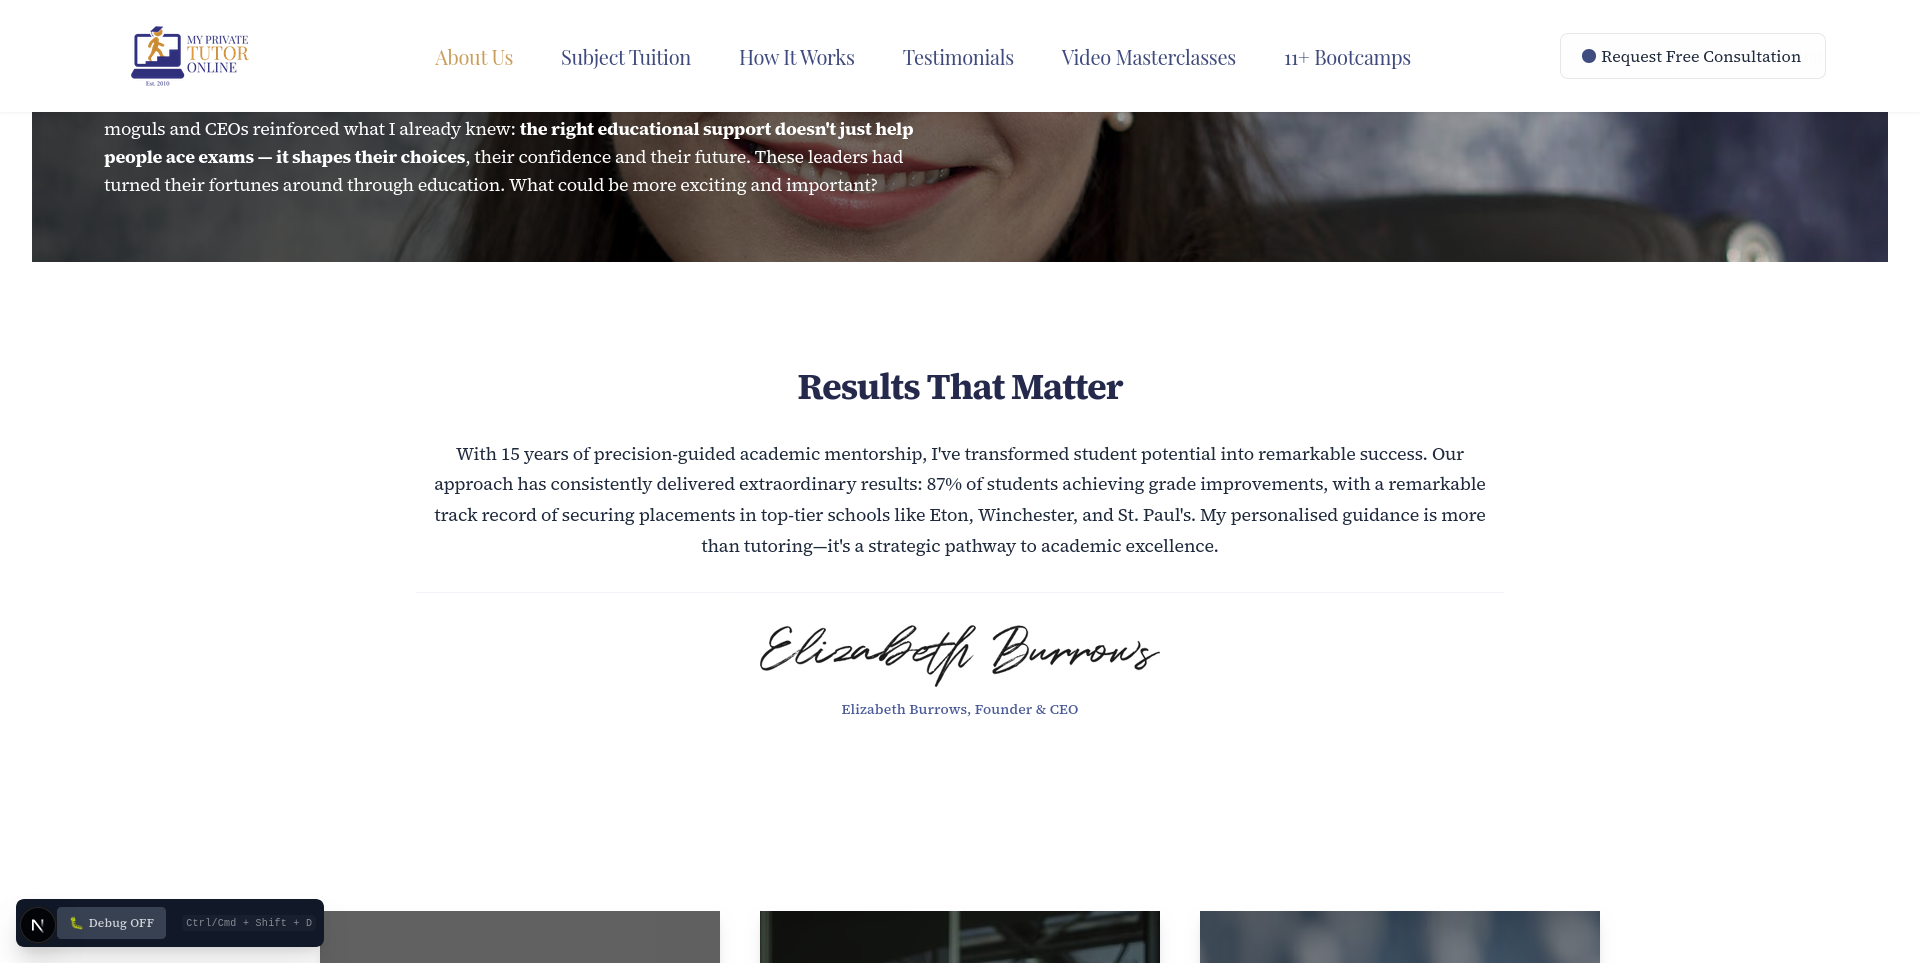 MY PRIVATE
TUTOR
ONLINE
Est. 2010
About Us
Subject Tuition
How It Works
Testimonials
Video Masterclasses
11+ Bootcamps
Request Free Consultation
moguls and CEOs reinforced what I already knew: the right educational support doesn't just help
people ace exams — it shapes their choices, their confidence and their future. These leaders had
turned their fortunes around through education. What could be more exciting and important?
Results That Matter
With 15 years of precision-guided academic mentorship, I've transformed student potential into remarkable success. Our
approach has consistently delivered extraordinary results: 87% of students achieving grade improvements, with a remarkable
track record of securing placements in top-tier schools like Eton, Winchester, and St. Paul's. My personalised guidance is more
than tutoring—it's a strategic pathway to academic excellence.
Elizabeth Burrows
Elizabeth Burrows, Founder & CEO
N
Debug OFF
Ctrl/Cmd + Shift + D